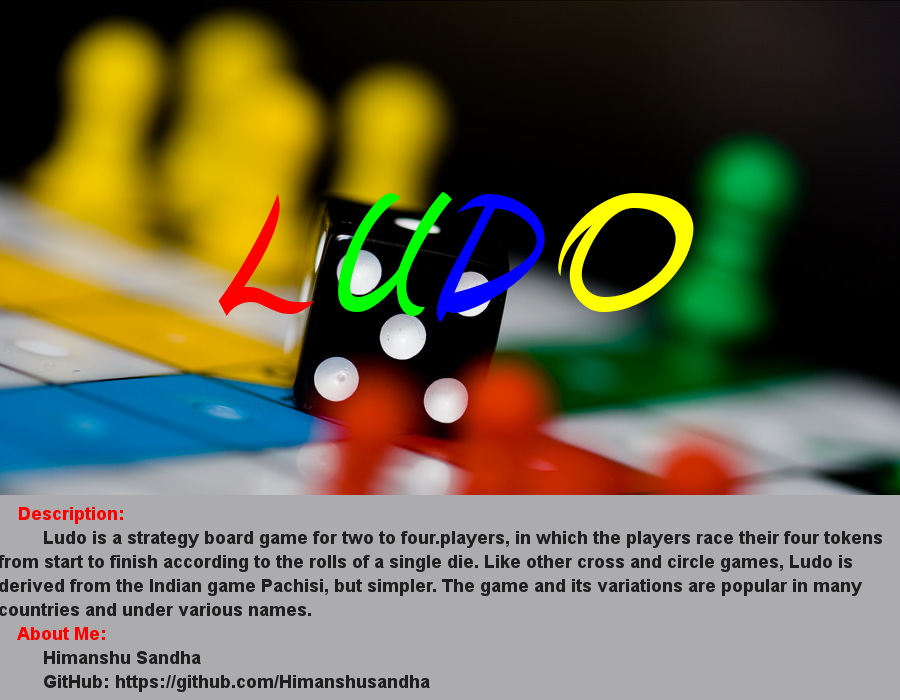 LUDO
Description:
Ludo is a strategy board game for two to four.players, in which the players race their four tokens
from start to finish according to the rolls of a single die. Like other cross and circle games, Ludo is
derived from the Indian game Pachisi, but simpler. The game and its variations are popular in many
countries and under various names.
About Me:
Himanshu Sandha
GitHub: https://github.com/Himanshusandha